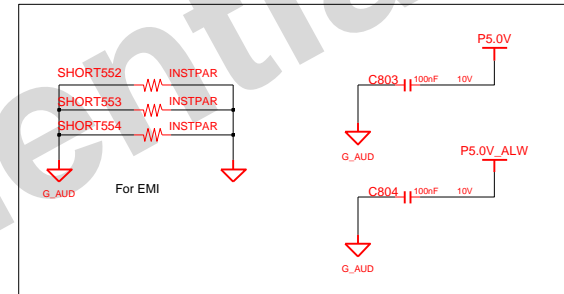 P5.0V
SHORT552 INSTPAR
C803 100nF 10V
SHORT553 INSTPAR
SHORT554 INSTPAR
G_AUD
P5.0V_ALW
G_AUD
For EMI
C804 100nF 10V
G_AUD